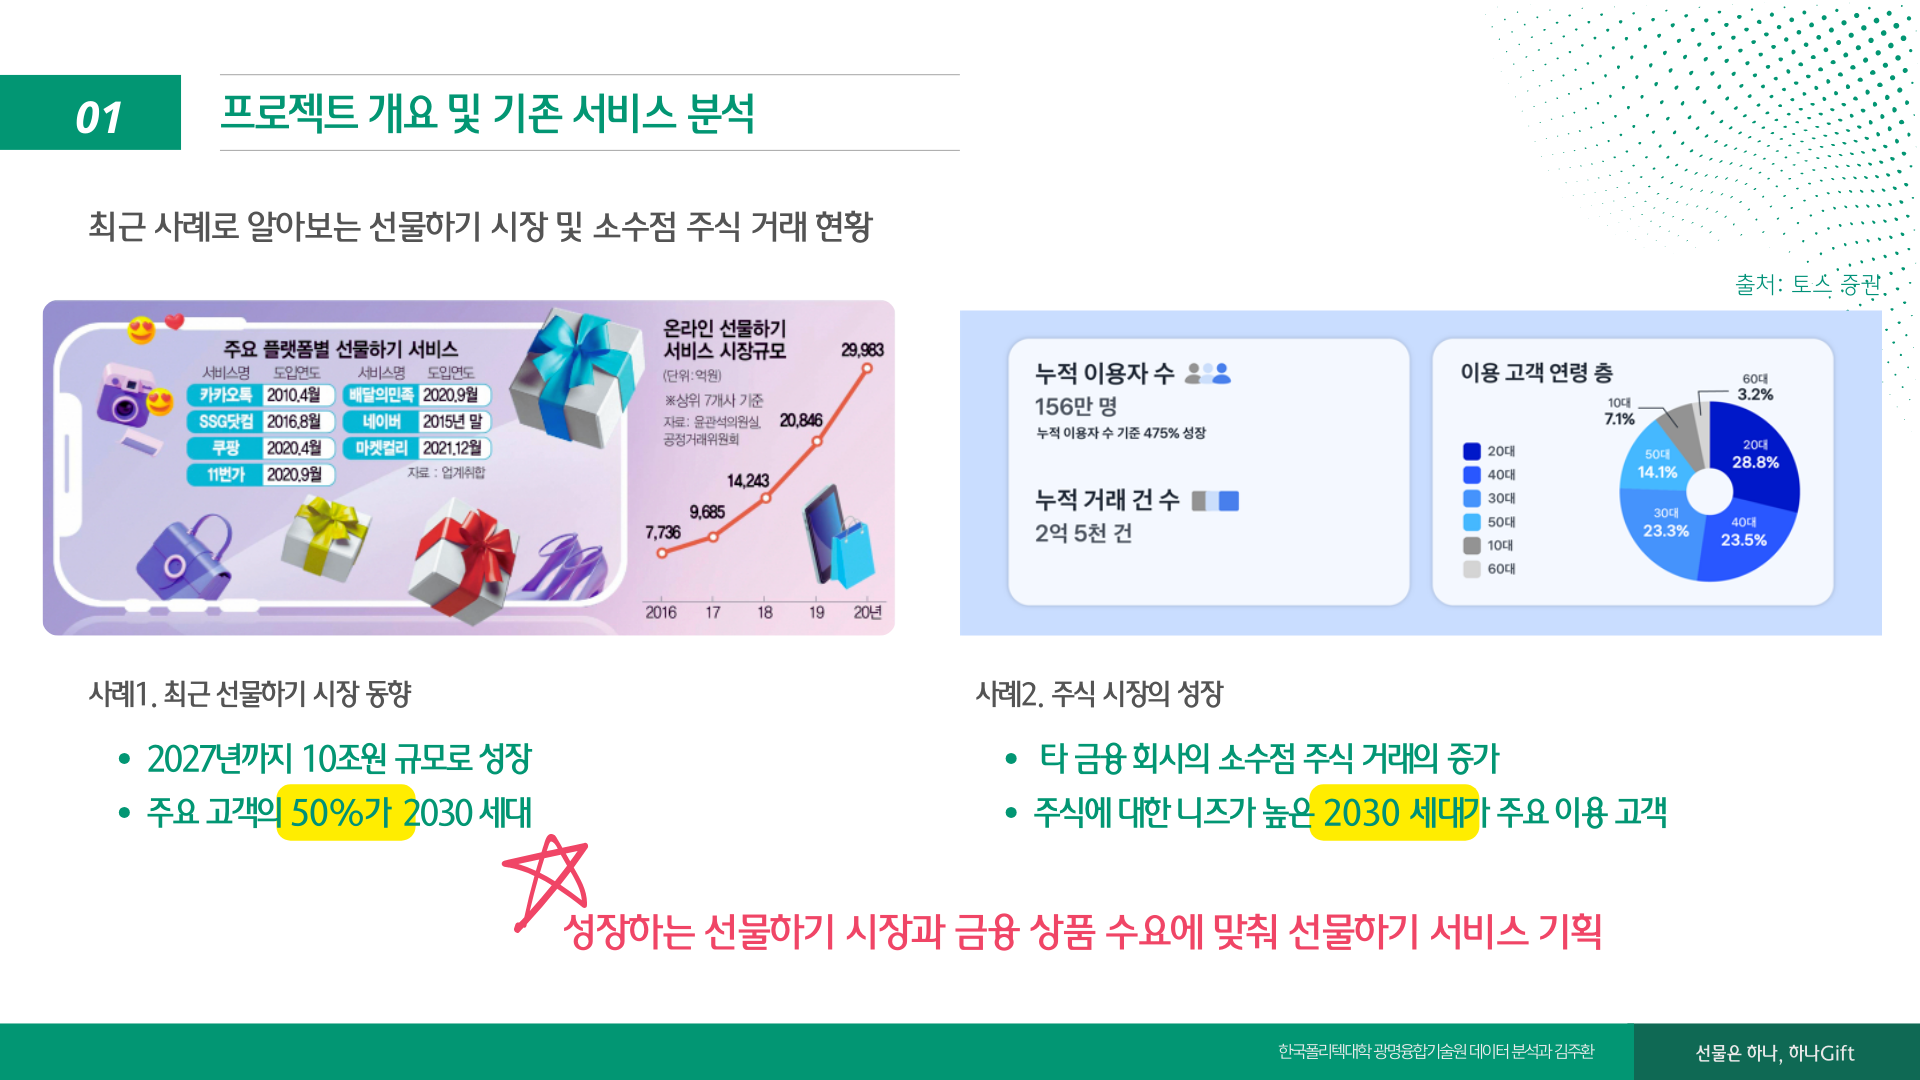 01
프로젝트 개요 및 기존 서비스 분석
최근 사례로 알아보는 선물하기 시장 및 소수점 주식 거래 현황
출처: 토스 증권
주요 플랫폼별 선물하기 서비스
서비스명 도입연도 서비스명 도입연도
카카오톡 2010.4월 배달의민족 2020.9월
SSG닷컴 2016.8월 네이버 2015년 말
쿠팡 2020.4월 마켓컬리 2021.12월
11번가 2020.9월 자료 : 업계취합
온라인 선물하기
서비스 시장규모
(단위:억원)
※상위 7개사 기준
자료: 윤관석의원실,
공정거래위원회
29,983
20,846
14,243
9,685
7,736
2016 17 18 19 20년
누적 이용자 수
156만 명
누적 이용자 수 기준 475% 성장
누적 거래 건 수
2억 5천 건
이용 고객 연령 층
20대
40대
30대
50대
10대
60대
60대
3.2%
10대
7.1%
20대
28.8%
50대
14.1%
30대
23.3%
40대
23.5%
사례1. 최근 선물하기 시장 동향
• 2027년까지 10조원 규모로 성장
• 주요 고객의 50%가 2030 세대
사례2. 주식 시장의 성장
• 타 금융 회사의 소수점 주식 거래의 증가
• 주식에 대한 니즈가 높은 2030 세대가 주요 이용 고객
성장하는 선물하기 시장과 금융 상품 수요에 맞춰 선물하기 서비스 기획
한국폴리텍대학 광명융합기술원 데이터 분석과 김주환
선물은 하나, 하나Gift